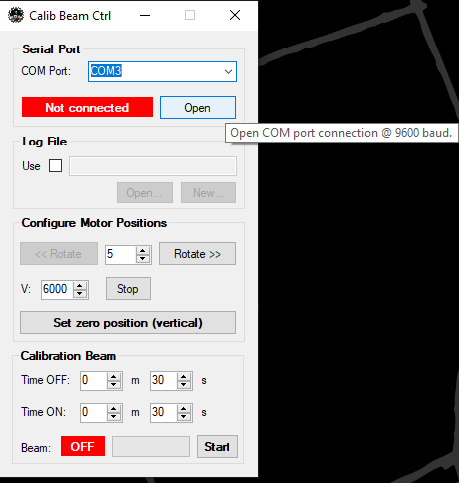 Calib Beam Ctrl
Serial Port
COM Port: COM3
Not connected Open
Open COM port connection @ 9600 baud.
Log File
Use
Open... New...
Configure Motor Positions
<< Rotate 5 Rotate >>
V: 6000 Stop
Set zero position (vertical)
Calibration Beam
Time OFF: 0 m 30 s
Time ON: 0 m 30 s
Beam: OFF Start